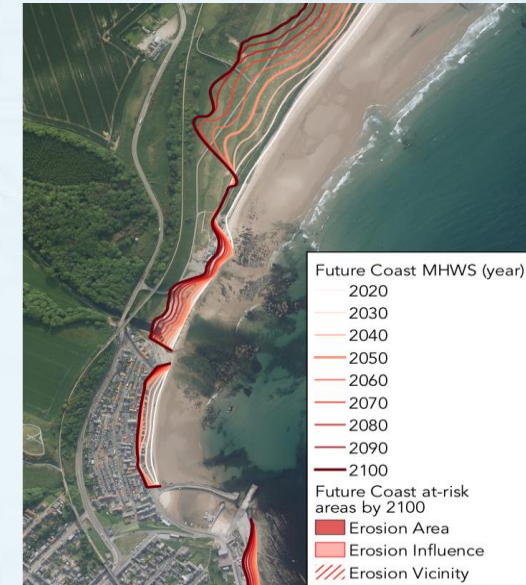 Future Coast MHWS (year)
2020
2030
2040
2050
2060
2070
2080
2090
2100
Future Coast at-risk
areas by 2100
Erosion Area
Erosion Influence
Erosion Vicinity